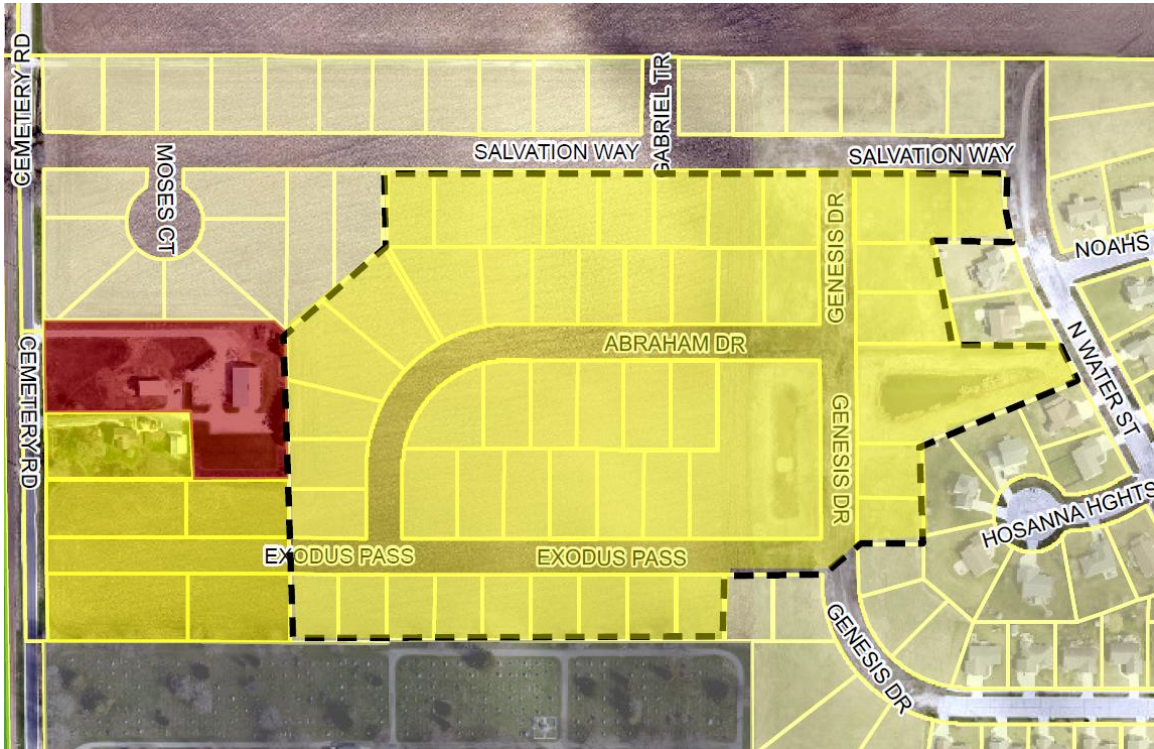 CEMETERY RD
GABRIEL TR
SALVATION WAY
SALVATION WAY
MOSES CT
GENESIS DR
NOAHS
ABRAHAM DR
N WATER ST
CEMETERY RD
GENESIS DR
HOSANNA HGHTS
EXODUS PASS
EXODUS PASS
GENESIS DR